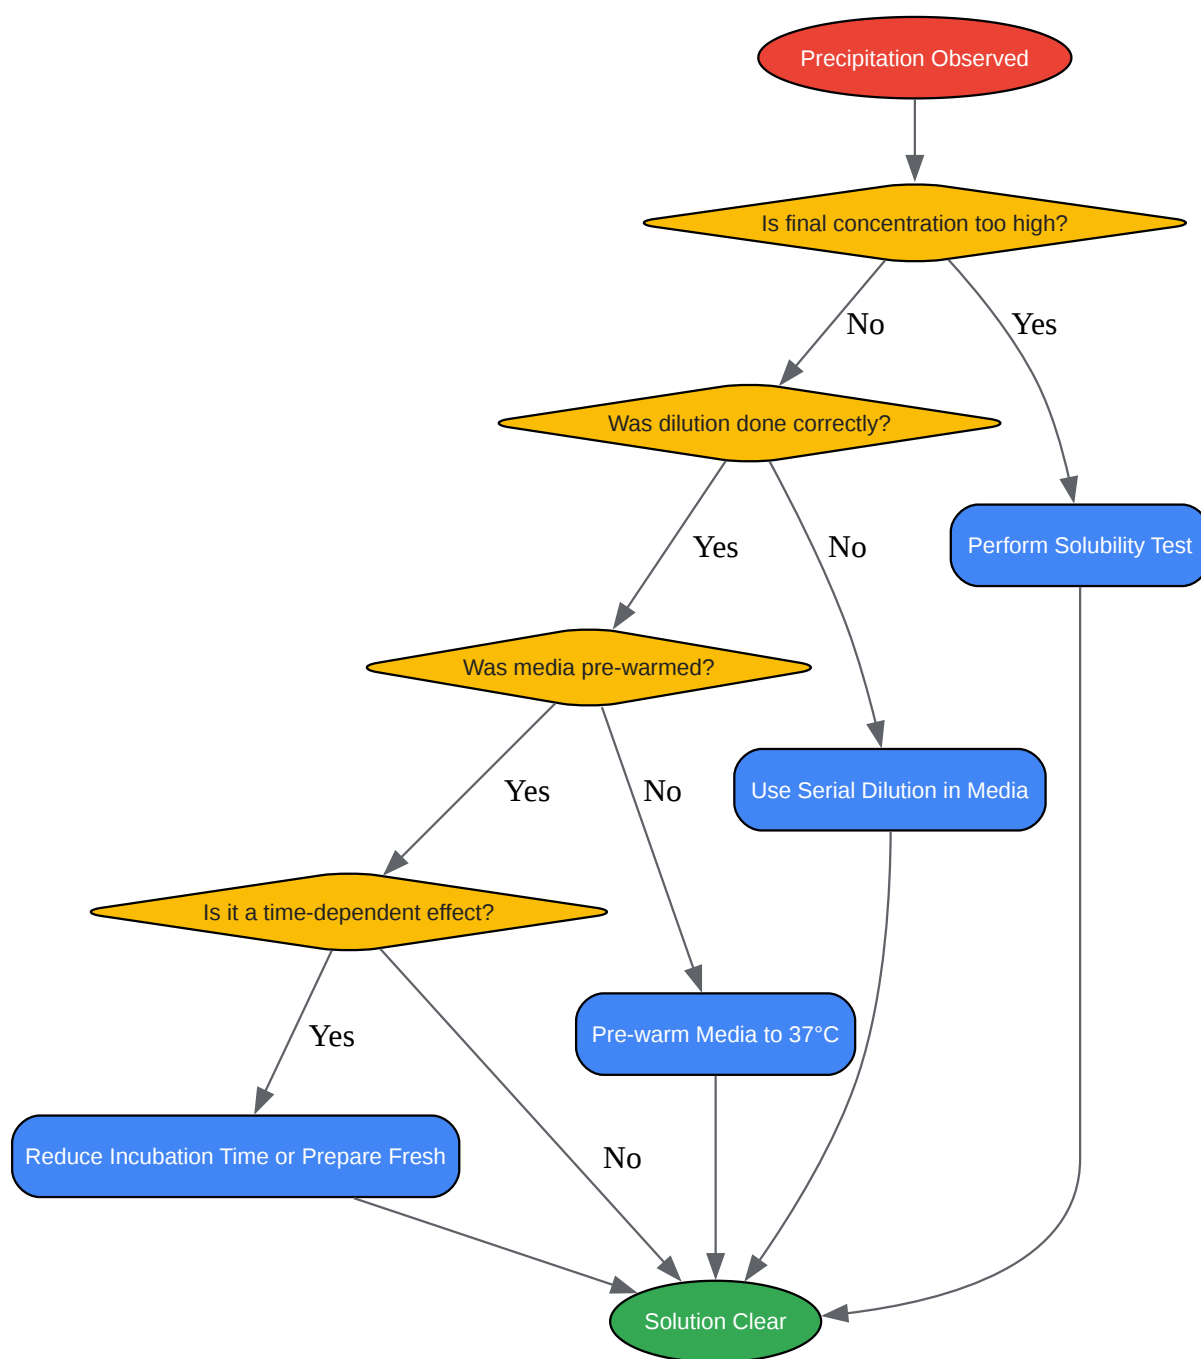 Precipitation Observed
Is final concentration too high?
No
Yes
Was dilution done correctly?
Yes
No
Perform Solubility Test
Was media pre-warmed?
Yes
No
Use Serial Dilution in Media
Is it a time-dependent effect?
Yes
Pre-warm Media to 37°C
Reduce Incubation Time or Prepare Fresh
No
Solution Clear